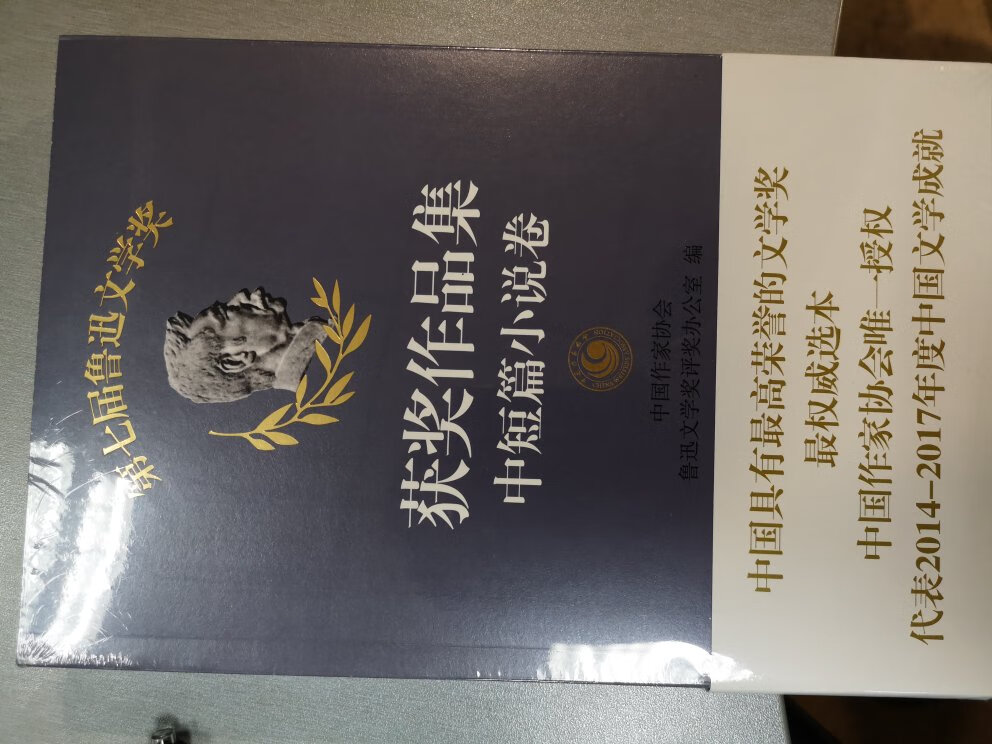 第七届鲁迅文学奖
获奖作品集
中短篇小说卷
中国作家协会
鲁迅文学奖评奖办公室 编
中国具有最高荣誉的文学奖
最权威选本
中国作家协会唯一授权
代表2014-2017年度中国文学成就